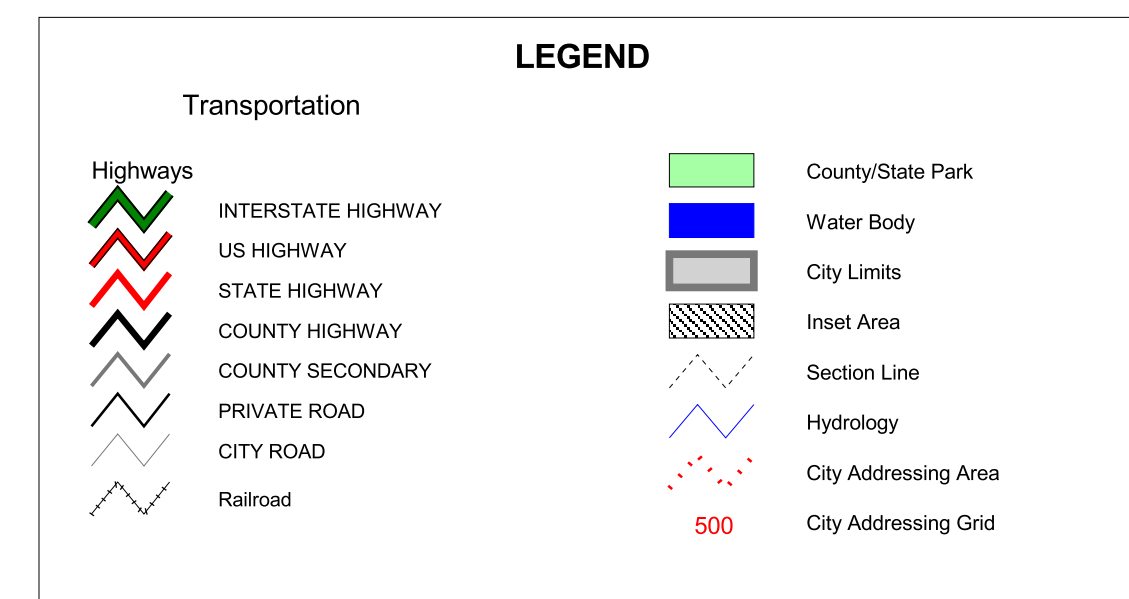 LEGEND
Transportation
Highways
INTERSTATE HIGHWAY
US HIGHWAY
STATE HIGHWAY
COUNTY HIGHWAY
COUNTY SECONDARY
PRIVATE ROAD
CITY ROAD
Railroad
County/State Park
Water Body
City Limits
Inset Area
Section Line
Hydrology
City Addressing Area
500 City Addressing Grid